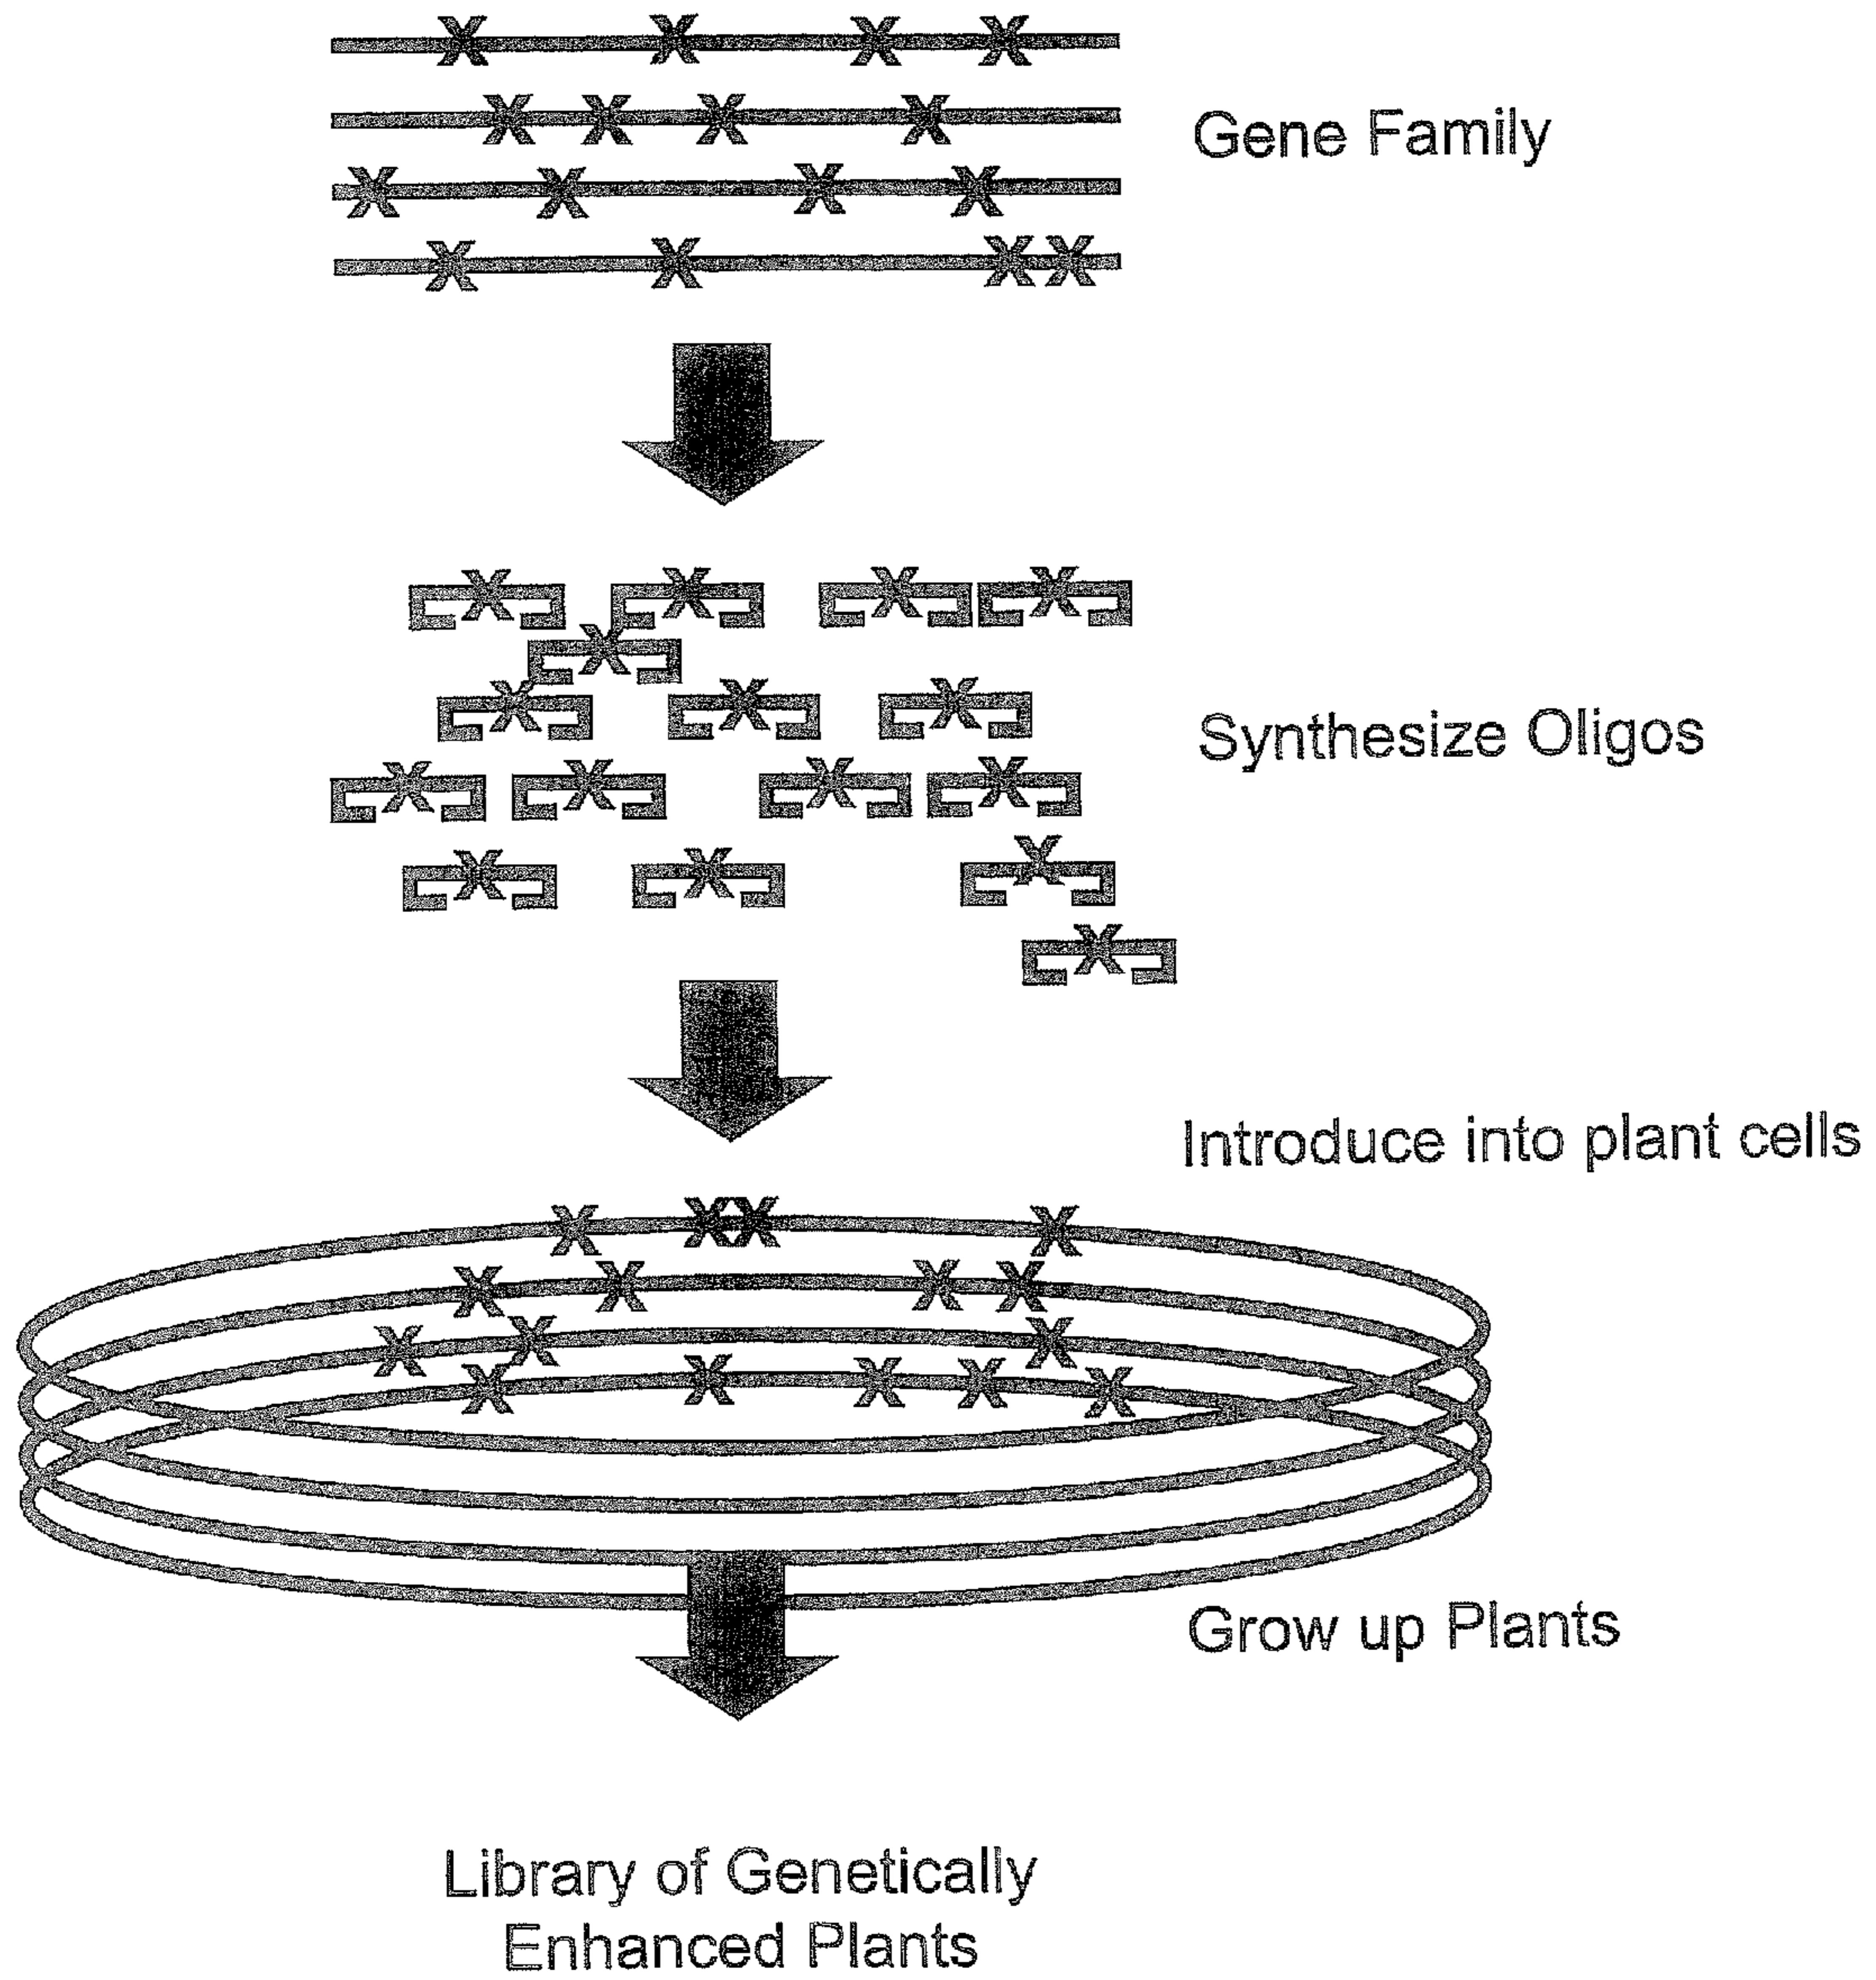 Gene Family
Synthesize Oligos
Introduce into plant cells
Grow up Plants
Library of Genetically
Enhanced Plants